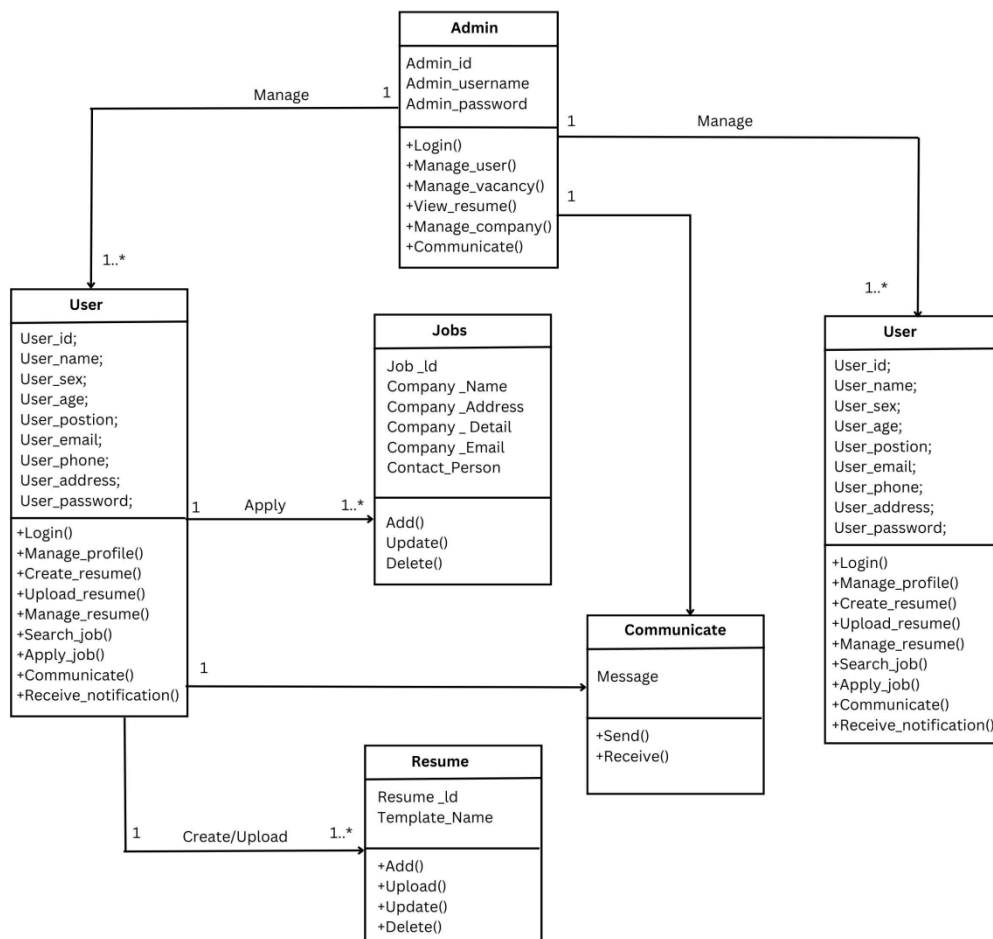 Admin
Admin_id
Admin_username
Admin_password
+Login()
+Manage_user()
+Manage_vacancy()
+View_resume()
+Manage_company()
+Communicate()
Manage
1
1..*
1
Manage
1..*
1
User
User_id;
User_name;
User_sex;
User_age;
User_postion;
User_email;
User_phone;
User_address;
User_password;
+Login()
+Manage_profile()
+Create_resume()
+Upload_resume()
+Manage_resume()
+Search_job()
+Apply_job()
+Communicate()
+Receive_notification()
1
Apply
1..*
Jobs
Job _ld
Company _Name
Company _Address
Company _ Detail
Company _Email
Contact_Person
Add()
Update()
Delete()
User
User_id;
User_name;
User_sex;
User_age;
User_postion;
User_email;
User_phone;
User_address;
User_password;
+Login()
+Manage_profile()
+Create_resume()
+Upload_resume()
+Manage_resume()
+Search_job()
+Apply_job()
+Communicate()
+Receive_notification()
1
Communicate
Message
+Send()
+Receive()
1
Create/Upload
1..*
Resume
Resume _ld
Template_Name
+Add()
+Upload()
+Update()
+Delete()